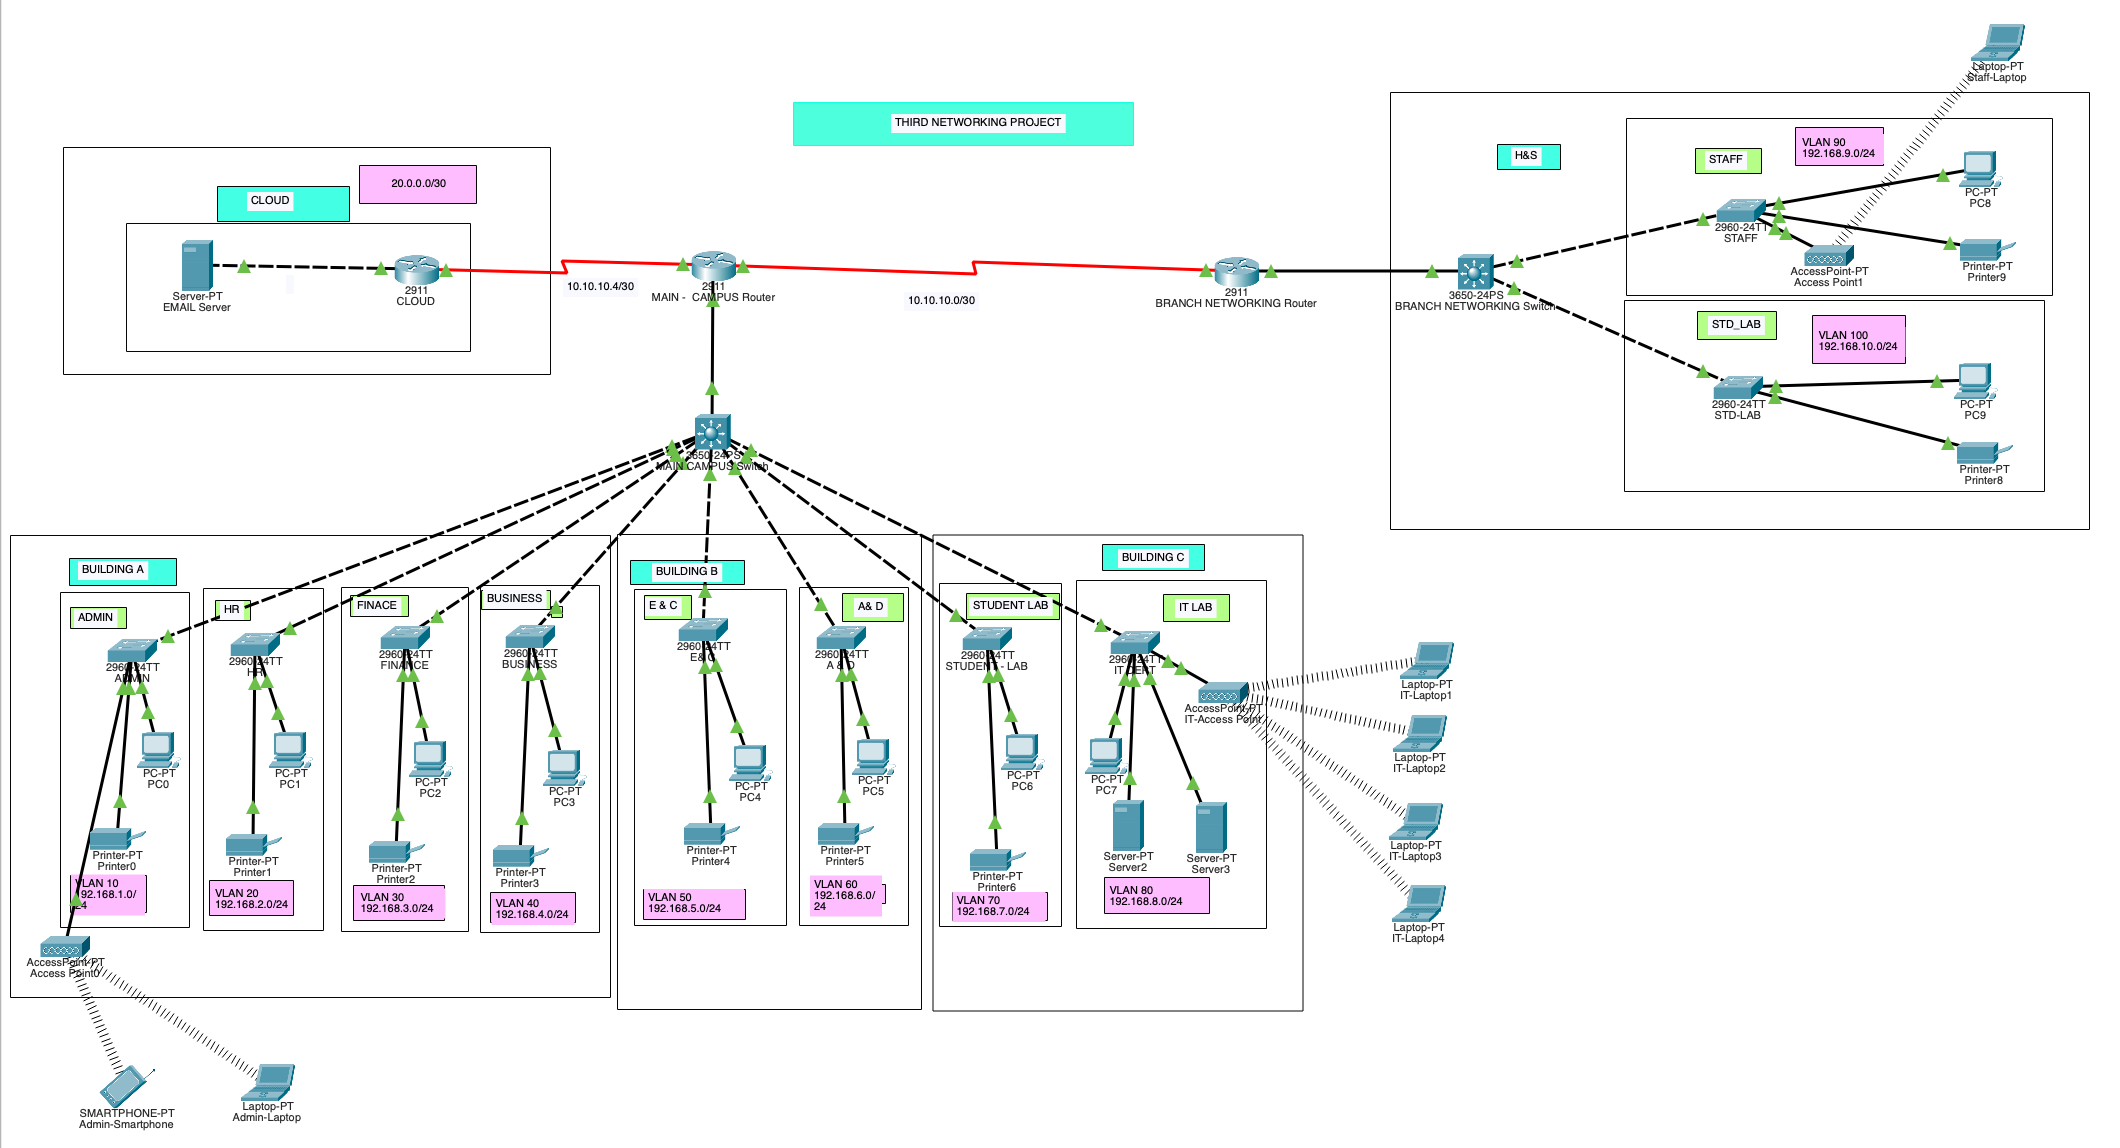 Laptop-PT
Staff-Laptop
THIRD NETWORKING PROJECT
CLOUD
20.0.0.0/30
Server-PT
EMAIL Server
2911
CLOUD
10.10.10.4/30
2911
MAIN -  CAMPUS Router
10.10.10.0/30
2911
BRANCH NETWORKING Router
H&S
3650-24PS
BRANCH NETWORKING Switch
STAFF
VLAN 90
192.168.9.0/24
2960-24TT
STAFF
PC-PT
PC8
AccessPoint-PT
Access Point1
Printer-PT
Printer9
STD_LAB
VLAN 100
192.168.10.0/24
2960-24TT
STD-LAB
PC-PT
PC9
Printer-PT
Printer8
3650-24PS
MAIN CAMPUS Switch
BUILDING A
ADMIN
2960-24TT
ADMIN
PC-PT
PC0
Printer-PT
Printer0
VLAN 10
192.168.1.0/
24
AccessPoint-PT
Access Point0
SMARTPHONE-PT
Admin-Smartphone
Laptop-PT
Admin-Laptop
HR
2960-24TT
HR
PC-PT
PC1
Printer-PT
Printer1
VLAN 20
192.168.2.0/24
FINACE
2960-24TT
FINANCE
PC-PT
PC2
Printer-PT
Printer2
VLAN 30
192.168.3.0/24
BUSINESS
2960-24TT
BUSINESS
PC-PT
PC3
Printer-PT
Printer3
VLAN 40
192.168.4.0/24
BUILDING B
E & C
2960-24TT
E& C
PC-PT
PC4
Printer-PT
Printer4
VLAN 50
192.168.5.0/24
A& D
2960-24TT
A & D
PC-PT
PC5
Printer-PT
Printer5
VLAN 60
192.168.6.0/
24
BUILDING C
STUDENT LAB
2960-24TT
STUDENT - LAB
PC-PT
PC6
Printer-PT
Printer6
VLAN 70
192.168.7.0/24
IT LAB
2960-24TT
IT DEPT
PC-PT
PC7
Server-PT
Server2
Server-PT
Server3
VLAN 80
192.168.8.0/24
AccessPoint-PT
IT-Access Point
Laptop-PT
IT-Laptop1
Laptop-PT
IT-Laptop2
Laptop-PT
IT-Laptop3
Laptop-PT
IT-Laptop4